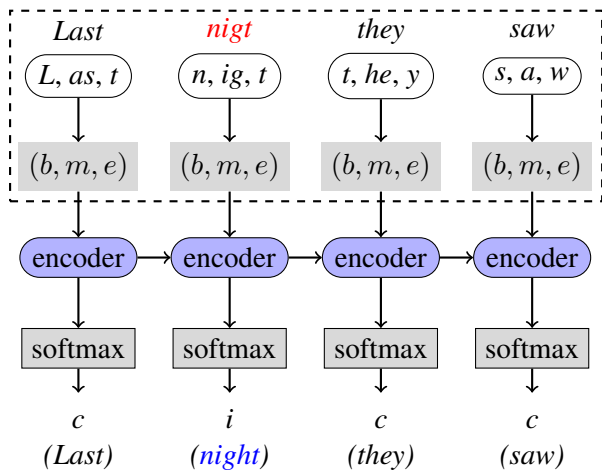 Last nigt they saw
L, as, t n, ig, t t, he, y s, a, w
(b, m, e) (b, m, e) (b, m, e) (b, m, e)
encoder encoder encoder encoder
softmax softmax softmax softmax
c i c c
(Last) (night) (they) (saw)